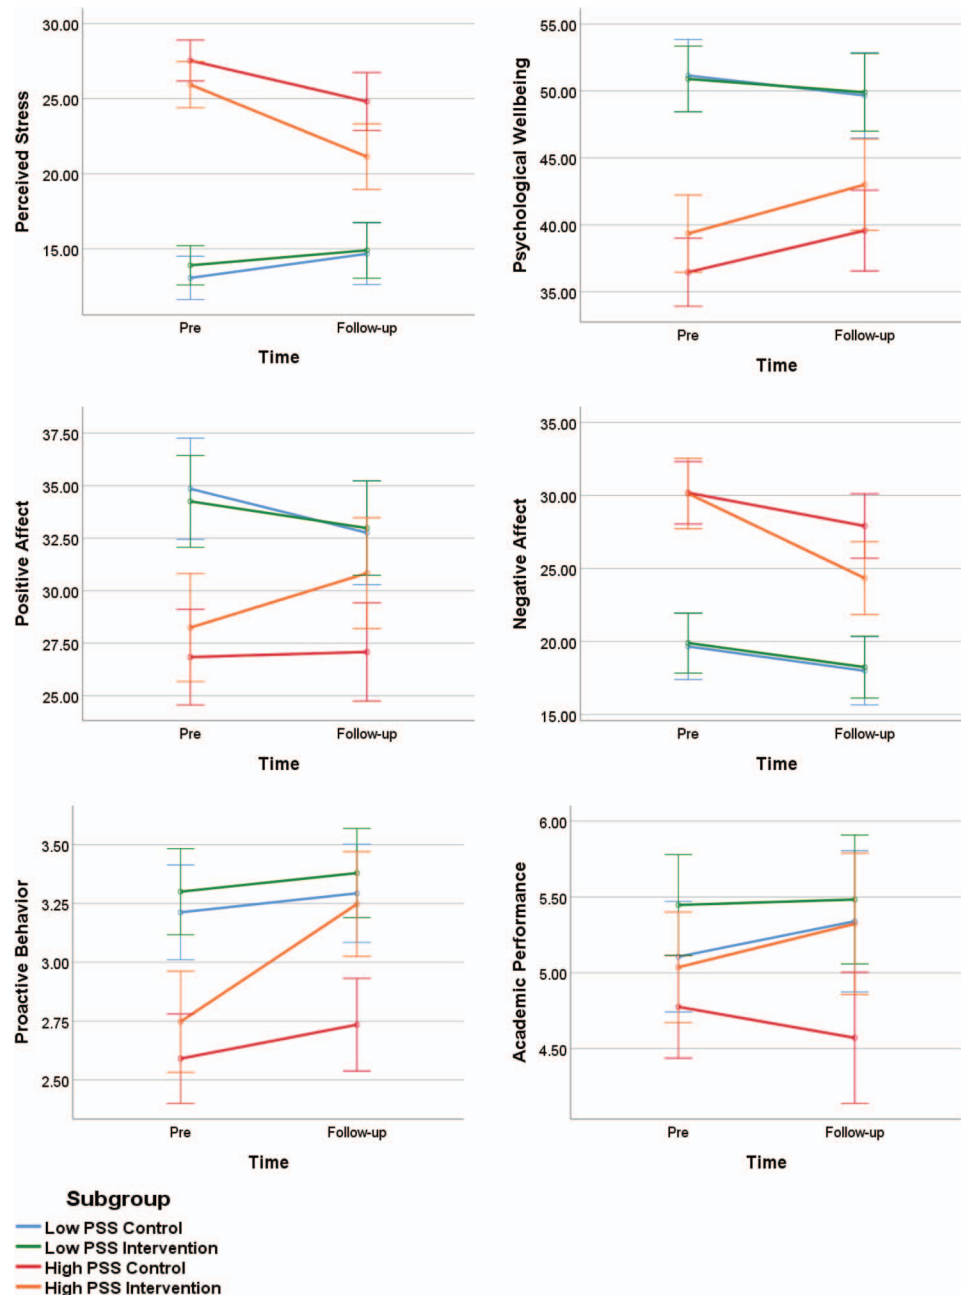 30.00
25.00
20.00
15.00
Perceived Stress
Pre
Follow-up
Time
55.00
50.00
45.00
40.00
35.00
Psychological Wellbeing
Pre
Follow-up
Time
37.50
35.00
32.50
30.00
27.50
25.00
Positive Affect
Pre
Follow-up
Time
35.00
30.00
25.00
20.00
15.00
Negative Affect
Pre
Follow-up
Time
3.50
3.25
3.00
2.75
2.50
Proactive Behavior
Pre
Follow-up
Time
6.00
5.50
5.00
4.50
Academic Performance
Pre
Follow-up
Time
Subgroup
Low PSS Control
Low PSS Intervention
High PSS Control
High PSS Intervention